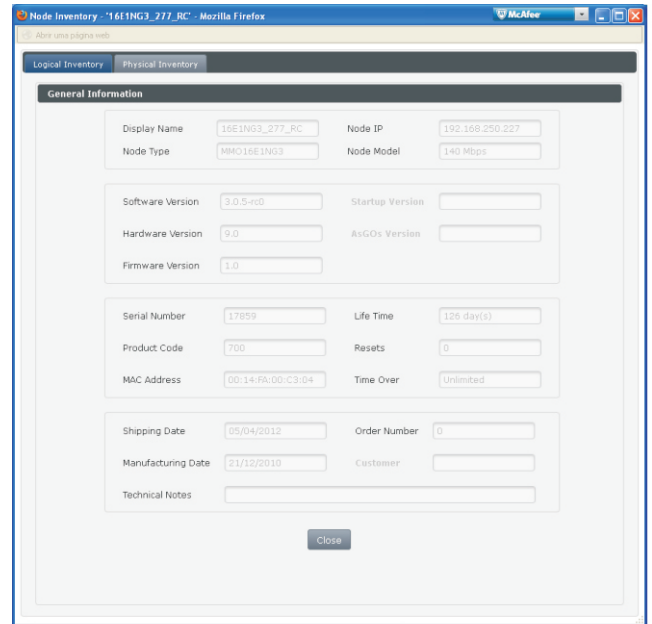 Node Inventory - '16E1NG3_277_RC' - Mozilla Firefox
McAfee
Abrir uma página web
Logical Inventory Physical Inventory
General Information
Display Name 16E1NG3_277_RC Node IP 192.168.250.227
Node Type MMO16E1NG3 Node Model 140 Mbps
Software Version 3.0.5-rc0 Startup Version
Hardware Version 9.0 AsGOs Version
Firmware Version 1.0
Serial Number 17859 Life Time 126 day(s)
Product Code 700 Resets 0
MAC Address 00:14:FA:00:C3:04 Time Over Unlimited
Shipping Date 05/04/2012 Order Number 0
Manufacturing Date 21/12/2010 Customer
Technical Notes
Close